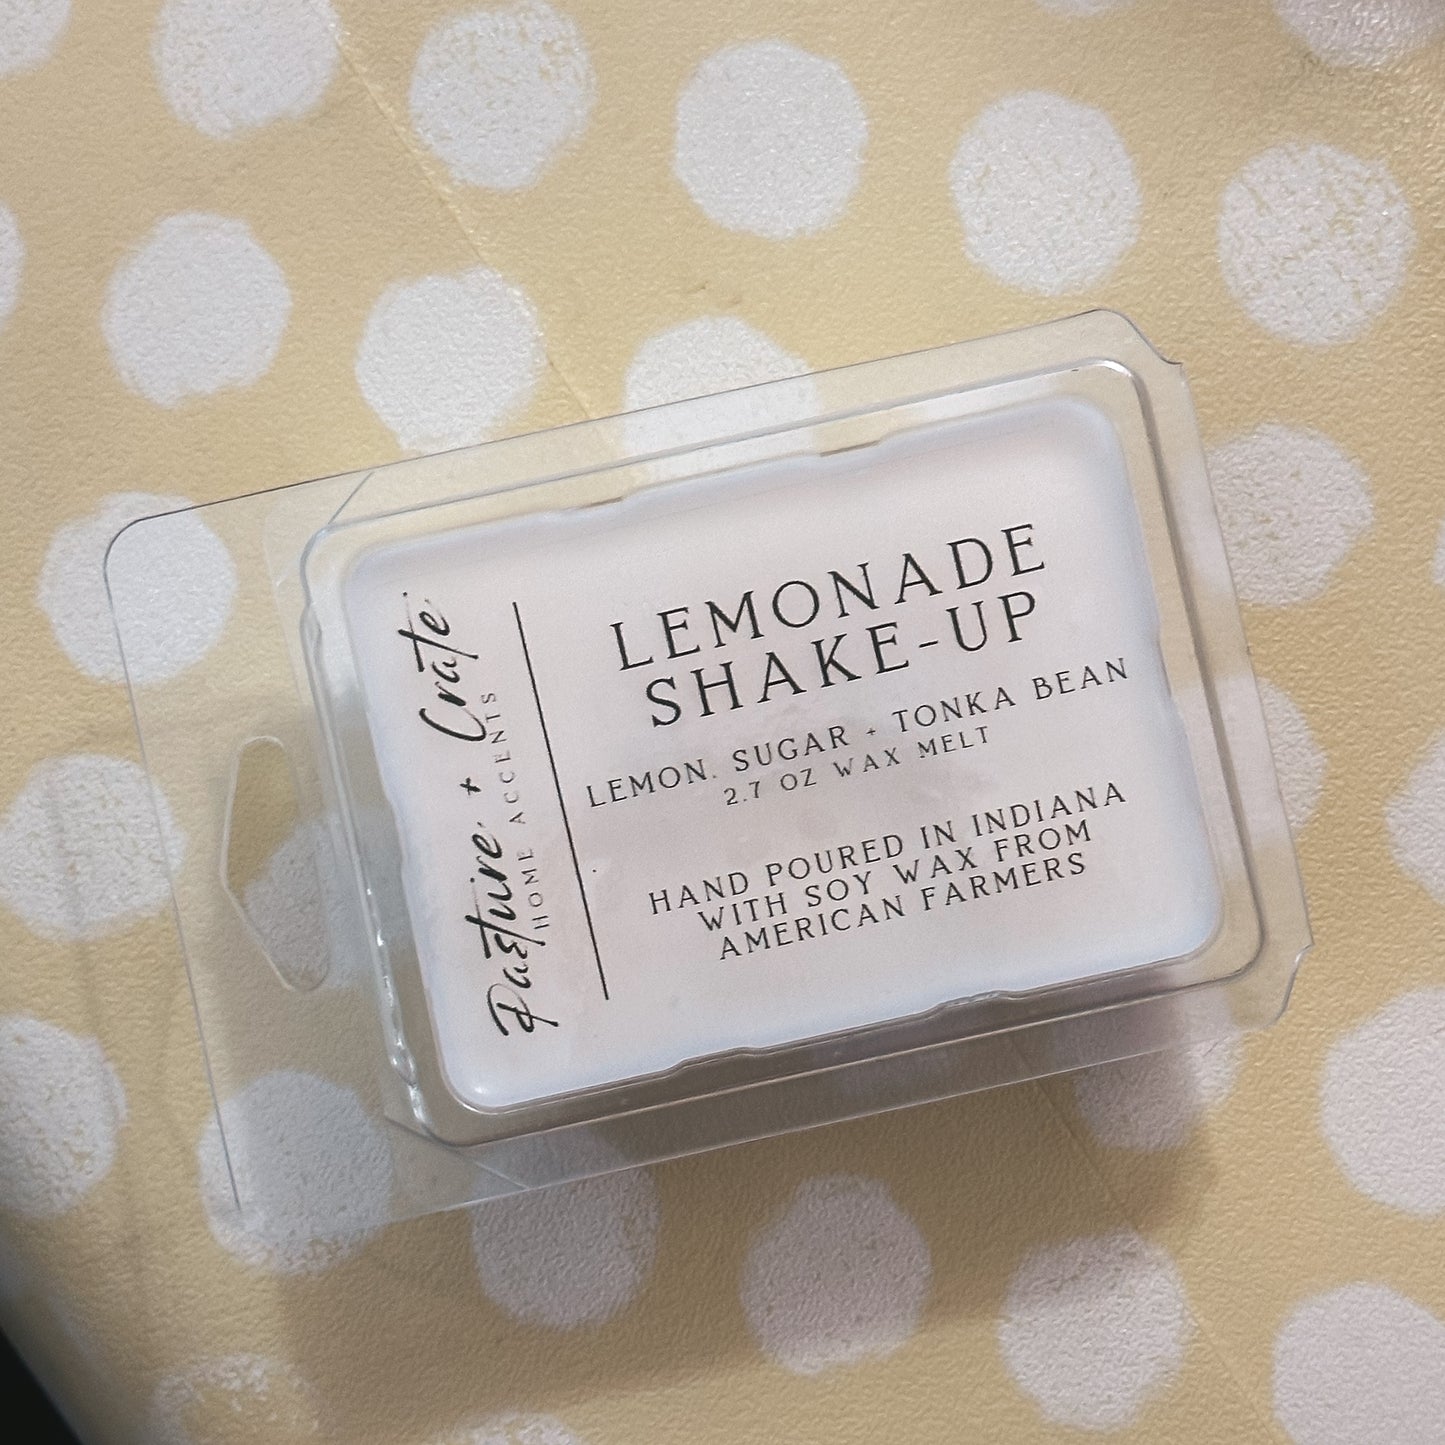 Pasture + Crate
HOME ACCENTS
LEMONADE
SHAKE-UP
LEMON, SUGAR + TONKA BEAN
2.7 OZ WAX MELT
HAND POURED IN INDIANA
WITH SOY WAX FROM
AMERICAN FARMERS